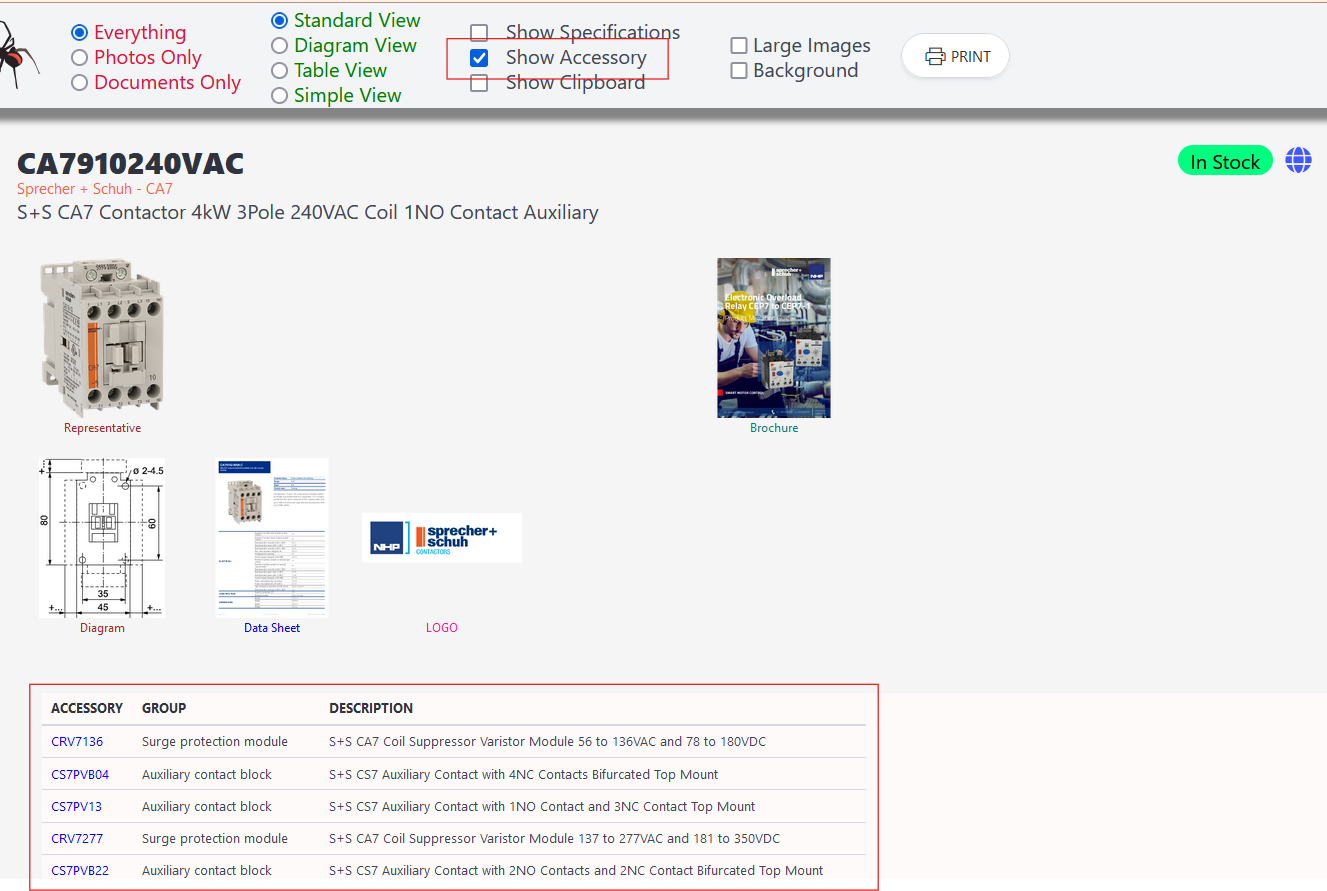 Everything
Photos Only
Documents Only
Standard View
Diagram View
Table View
Simple View
Show Specifications
Show Accessory
Show Clipboard
Large Images
Background
PRINT
CA7910240VAC
In Stock
Sprecher + Schuh - CA7
S+S CA7 Contactor 4kW 3Pole 240VAC Coil 1NO Contact Auxiliary
Representative
sprecher+
schuh
NHP
Electronic Overload
Relay CEP7 to CEP7-1
Brochure
ø 2-4.5
80
60
35
45
+...
+...
Diagram
Data Sheet
NHP
sprecher+
schuh
CONTACTORS
LOGO
ACCESSORY GROUP DESCRIPTION
CRV7136 Surge protection module S+S CA7 Coil Suppressor Varistor Module 56 to 136VAC and 78 to 180VDC
CS7PVB04 Auxiliary contact block S+S CS7 Auxiliary Contact with 4NC Contacts Bifurcated Top Mount
CS7PV13 Auxiliary contact block S+S CS7 Auxiliary Contact with 1NO Contact and 3NC Contact Top Mount
CRV7277 Surge protection module S+S CA7 Coil Suppressor Varistor Module 137 to 277VAC and 181 to 350VDC
CS7PVB22 Auxiliary contact block S+S CS7 Auxiliary Contact with 2NO Contacts and 2NC Contact Bifurcated Top Mount